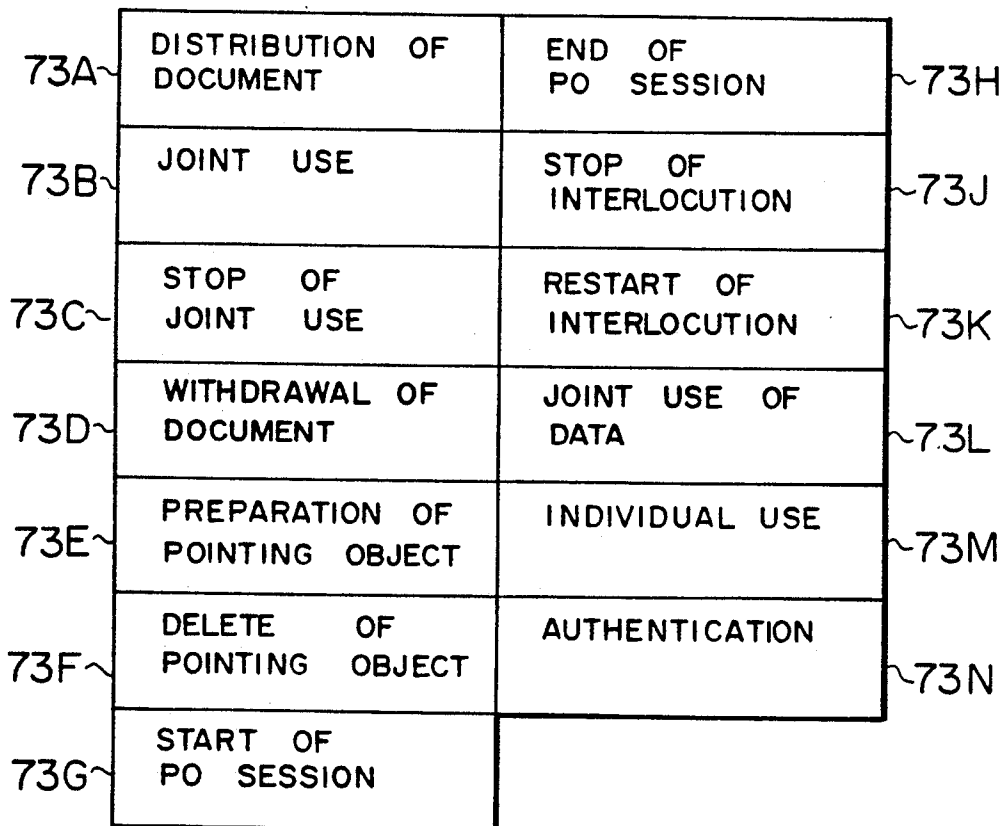 73A
DISTRIBUTION OF
DOCUMENT
END OF
PO SESSION
73H
73B
JOINT USE
STOP OF
INTERLOCUTION
73J
73C
STOP OF
JOINT USE
RESTART OF
INTERLOCUTION
73K
73D
WITHDRAWAL OF
DOCUMENT
JOINT USE OF
DATA
73L
73E
PREPARATION OF
POINTING OBJECT
INDIVIDUAL USE
73M
73F
DELETE OF
POINTING OBJECT
AUTHENTICATION
73N
73G
START OF
PO SESSION